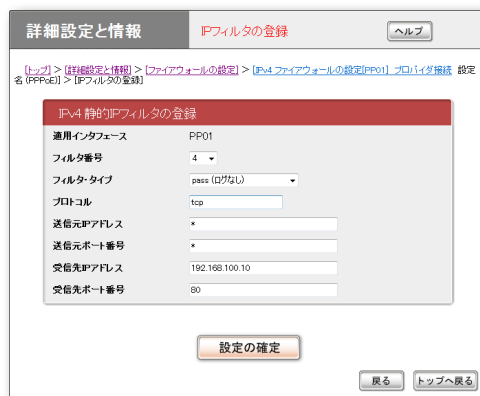 詳細設定と情報 IPフィルタの登録 ヘルプ
[トップ] > [詳細設定と情報] > [ファイアウォールの設定] > [IPv4 ファイアウォールの設定[PP01] プロバイダ接続 設定
名 (PPPoE)] > [IPフィルタの登録]
IPv4 静的IPフィルタの登録
適用インタフェース PP01
フィルタ番号 4
フィルタ・タイプ pass (ログなし)
プロトコル tcp
送信元IPアドレス *
送信元ポート番号 *
受信先IPアドレス 192.168.100.10
受信先ポート番号 80
設定の確定
戻る トップへ戻る